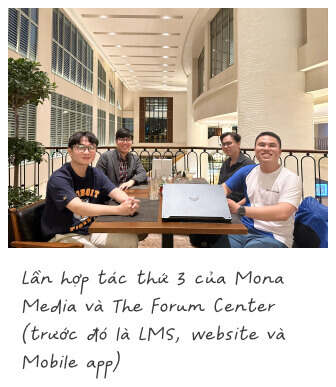 Lần hợp tác thứ 3 của Mona
Media và The Forum Center
(trước đó là LMS, website và
Mobile app)